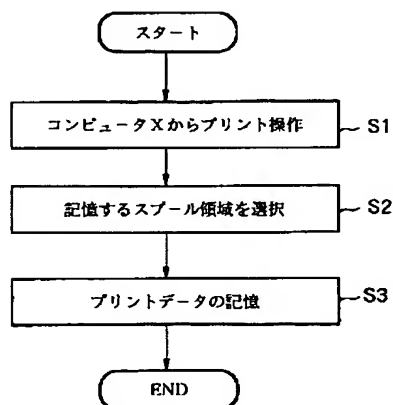 スタート
コンピュータXからプリント操作
S1
記憶するスプール領域を選択
S2
プリントデータの記憶
S3
END